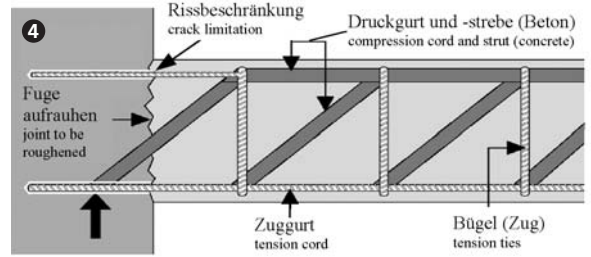 4
Rissbeschränkung
crack limitation
Druckgurt und -strebe (Beton)
compression cord and strut (concrete)
Fuge
aufrauhen
joint to be
roughened
Zuggurt
tension cord
Bügel (Zug)
tension ties